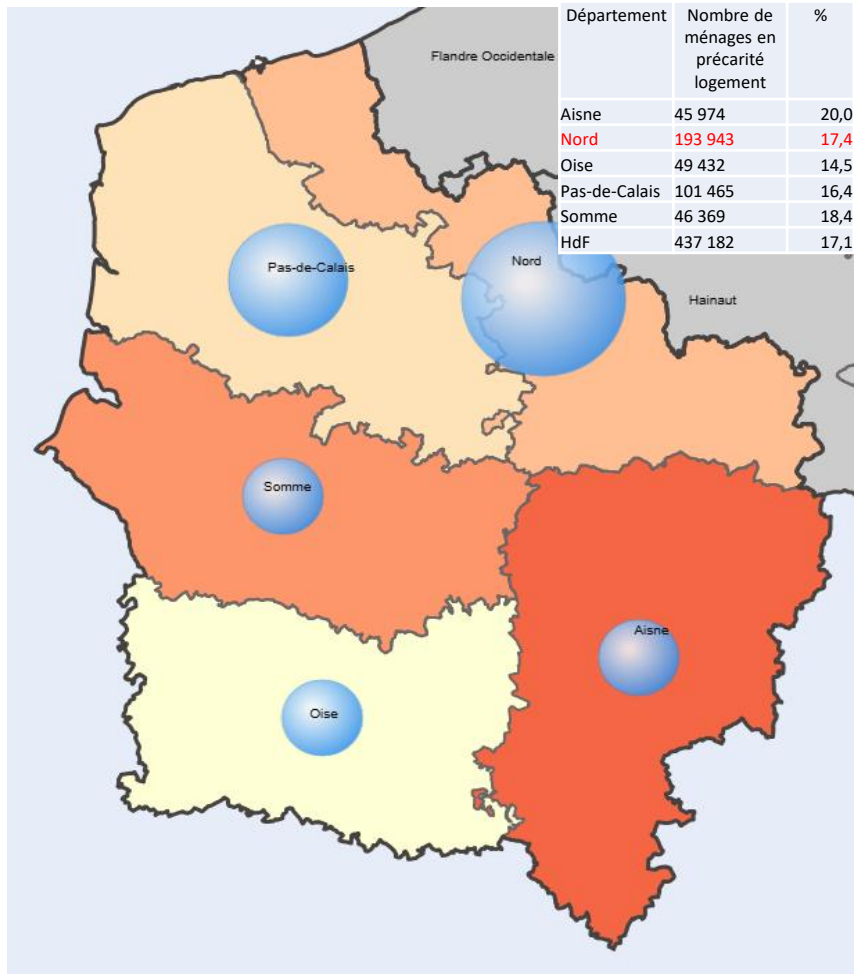 Département Nombre de ménages en précarité logement %
Aisne 45 974 20,0
Nord 193 943 17,4
Oise 49 432 14,5
Pas-de-Calais 101 465 16,4
Somme 46 369 18,4
HdF 437 182 17,1
Flandre Occidentale
Nord
Pas-de-Calais
Hainaut
Somme
Aisne
Oise